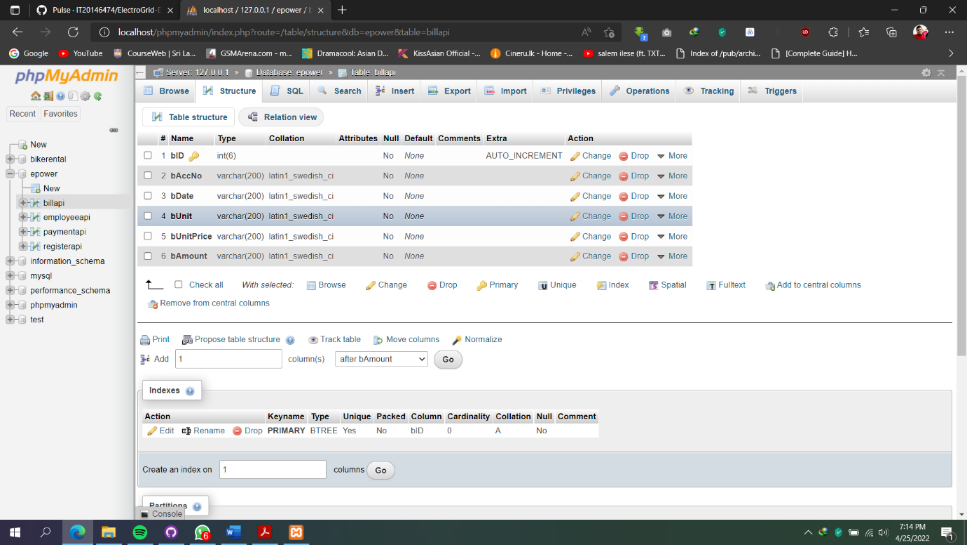 Pulse · IT20146474/ElectroGrid-E
localhost / 127.0.0.1 / epower / b
localhost/phpmyadmin/index.php?route=/table/structure&db=epower&table=billapi
Google YouTube CourseWeb | Sri La... GSMArena.com - m... Dramacool: Asian D... KissAsian Official -... Cineru.lk - Home -... salem ilese (ft. TXT... Index of /pub/archi... [Complete Guide] H...
phpMyAdmin
Recent Favorites
New
bikerental
epower
New
billapi
employeeapi
paymentapi
registerapi
information_schema
mysql
performance_schema
phpmyadmin
test
Server: 127.0.0.1 » Database: epower » Table: billapi
Browse Structure SQL Search Insert Export Import Privileges Operations Tracking Triggers
Table structure Relation view
# Name Type Collation Attributes Null Default Comments Extra Action
1 bID int(6) No None AUTO_INCREMENT Change Drop More
2 bAccNo varchar(200) latin1_swedish_ci No None Change Drop More
3 bDate varchar(200) latin1_swedish_ci No None Change Drop More
4 bUnit varchar(200) latin1_swedish_ci No None Change Drop More
5 bUnitPrice varchar(200) latin1_swedish_ci No None Change Drop More
6 bAmount varchar(200) latin1_swedish_ci No None Change Drop More
Check all With selected: Browse Change Drop Primary Unique Index Spatial Fulltext Add to central columns
Remove from central columns
Print Propose table structure Track table Move columns Normalize
Add 1 column(s) after bAmount Go
Indexes
Action Keyname Type Unique Packed Column Cardinality Collation Null Comment
Edit Rename Drop PRIMARY BTREE Yes No bID 0 A No
Create an index on 1 columns Go
Partitions
Console
6
7:14 PM
4/25/2022